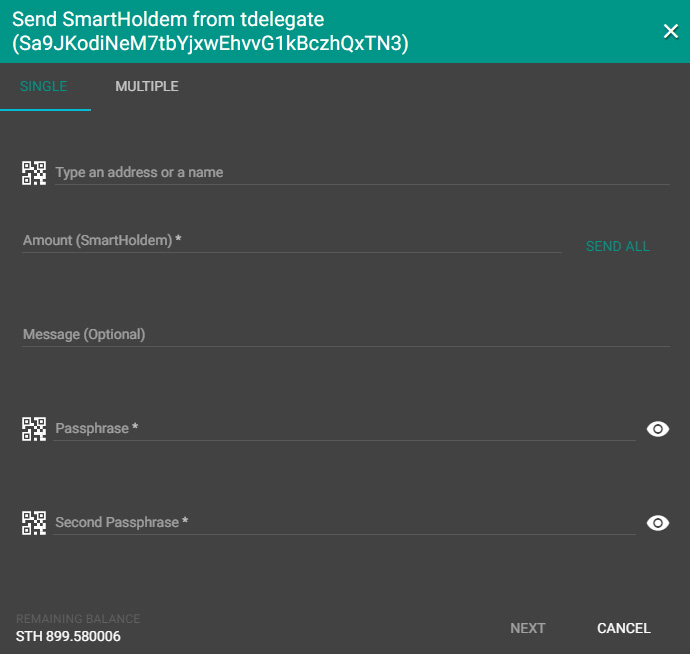 Send SmartHoldem from tdelegate
(Sa9JKodiNeM7tbYjxwEhvvG1kBczhQxTN3)
SINGLE
MULTIPLE
Type an address or a name
Amount (SmartHoldem) *
SEND ALL
Message (Optional)
Passphrase *
Second Passphrase *
REMAINING BALANCE
STH 899.580006
NEXT
CANCEL